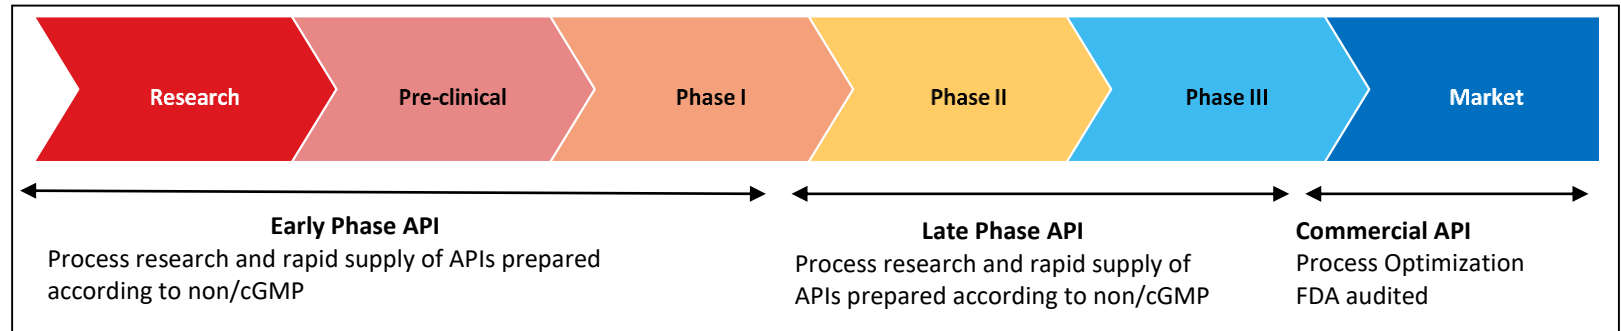 Research
Pre-clinical
Phase I
Phase II
Phase III
Market
Early Phase API
Process research and rapid supply of APIs prepared
according to non/cGMP
Late Phase API
Process research and rapid supply of
APIs prepared according to non/cGMP
Commercial API
Process Optimization
FDA audited